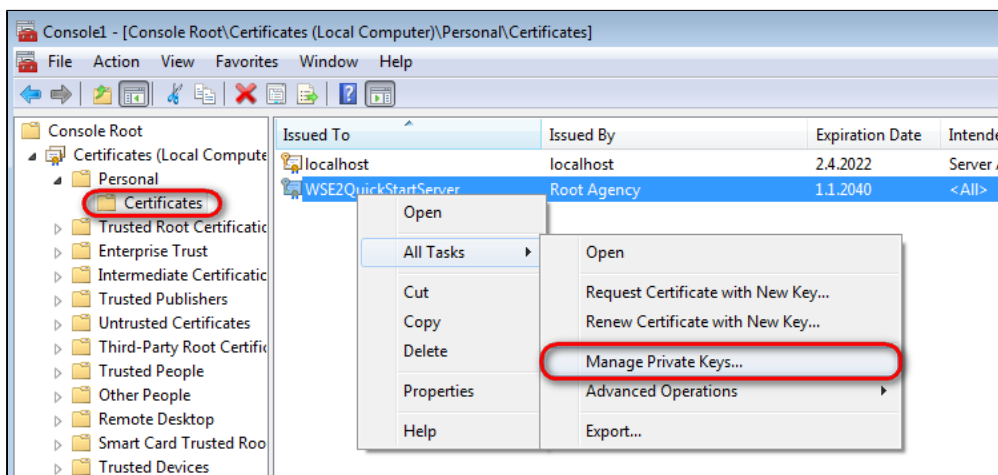 Console1 - [Console Root\Certificates (Local Computer)\Personal\Certificates]
File Action View Favorites Window Help
Console Root
Certificates (Local Compute
Personal
Certificates
Trusted Root Certificatic
Enterprise Trust
Intermediate Certificatic
Trusted Publishers
Untrusted Certificates
Third-Party Root Certific
Trusted People
Other People
Remote Desktop
Smart Card Trusted Roo
Trusted Devices
Issued To Issued By Expiration Date Intende
localhost localhost 2.4.2022 Server A
WSE2QuickStartServer Root Agency 1.1.2040 <All>
Open
All Tasks
Cut
Copy
Delete
Properties
Help
Open
Request Certificate with New Key...
Renew Certificate with New Key...
Manage Private Keys...
Advanced Operations
Export...